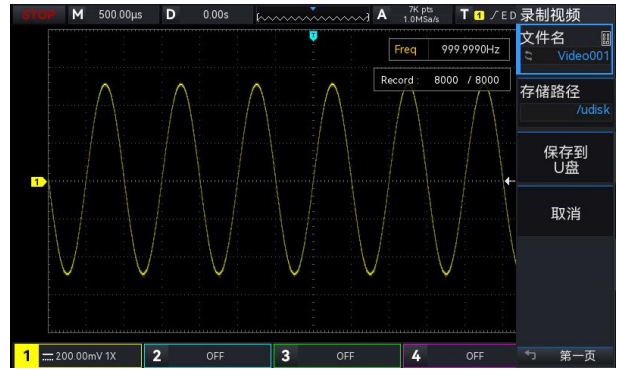 STOP M 500.00μs D 0.00s A 7K pts 1.0MSa/s T 1 E D 录制视频
T
Freq 999.9990Hz
文件名
Video001
Record : 8000 / 8000
存储路径
/udisk
保存到
U盘
1
取消
1 200.00mV 1X 2 OFF 3 OFF 4 OFF 第一页